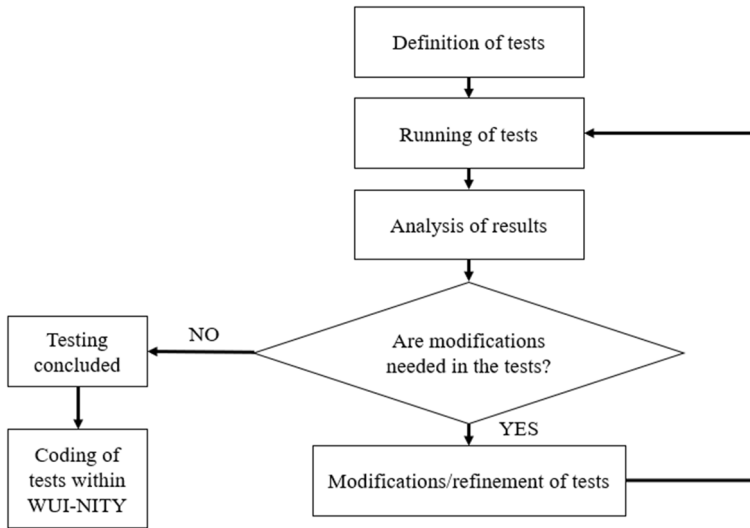 Definition of tests
Running of tests
Analysis of results
Are modifications
needed in the tests?
NO
Testing
concluded
YES
Coding of
tests within
WUI-NITY
Modifications/refinement of tests